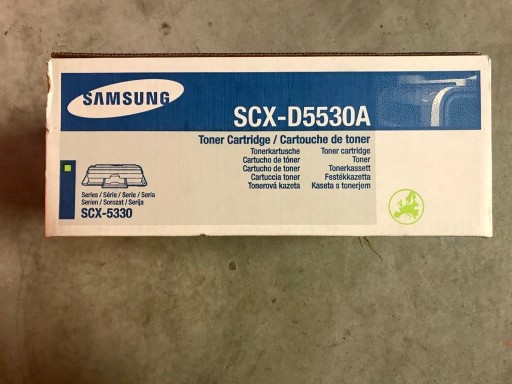 SAMSUNG
SCX-D5530A
Toner Cartridge / Cartouche de toner
Tonerkartusche Toner cartridge
Cartucho de tóner Toner
Cartucho de toner Tonerkassett
Cartuccia toner Festékkazetta
Tonerová kazeta Kaseta s tonerjem
Series / Série / Serie / Seria
Serien / Sorozat / Serija
SCX-5330